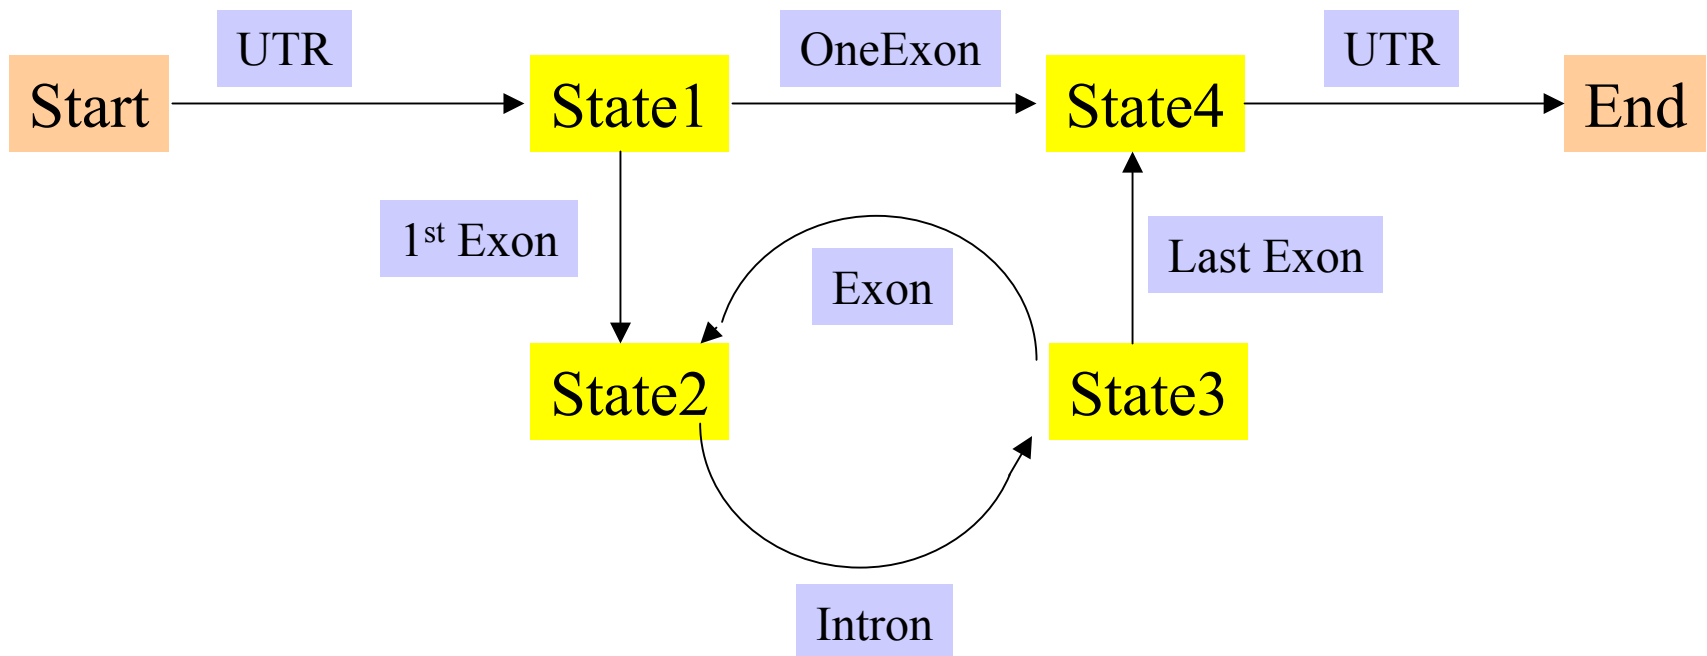 UTR
OneExon
UTR
Start
State1
State4
End
1st Exon
Exon
Last Exon
State2
State3
Intron